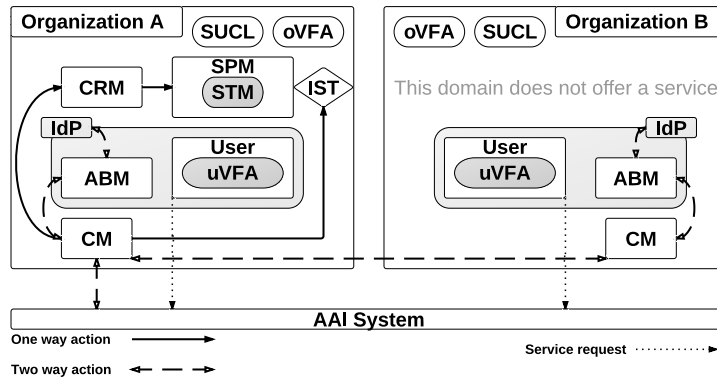 Organization A
SUCL
oVFA
oVFA
SUCL
Organization B
CRM
SPM
STM
IST
This domain does not offer a service
IdP
User
uVFA
ABM
CM
User
uVFA
IdP
ABM
CM
AAI System
One way action
Two way action
Service request